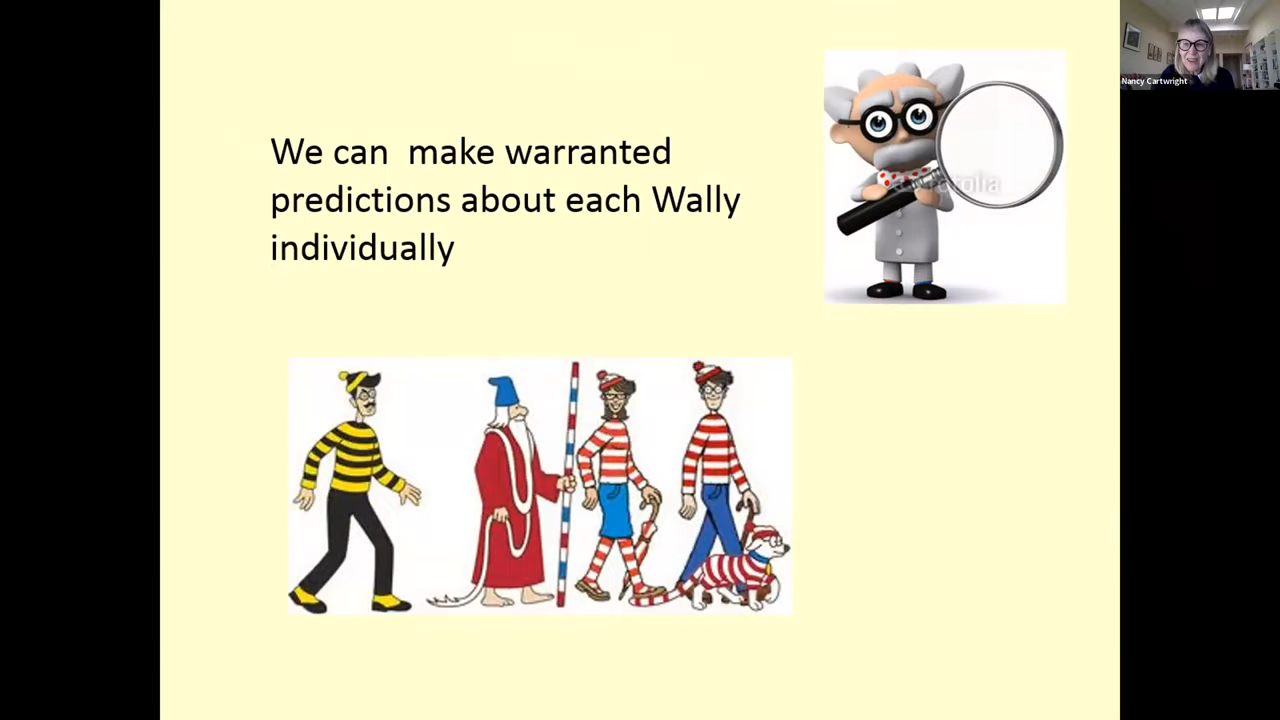 We can  make warranted
predictions about each Wally
individually
Nancy Cartwright